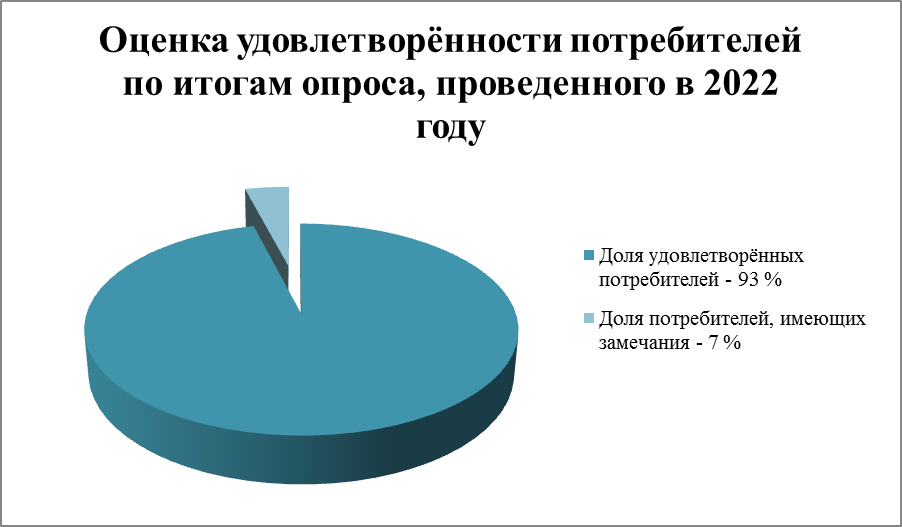 Оценка удовлетворённости потребителей
по итогам опроса, проведенного в 2022
году
Доля удовлетворённых
потребителей - 93 %
Доля потребителей, имеющих
замечания - 7 %